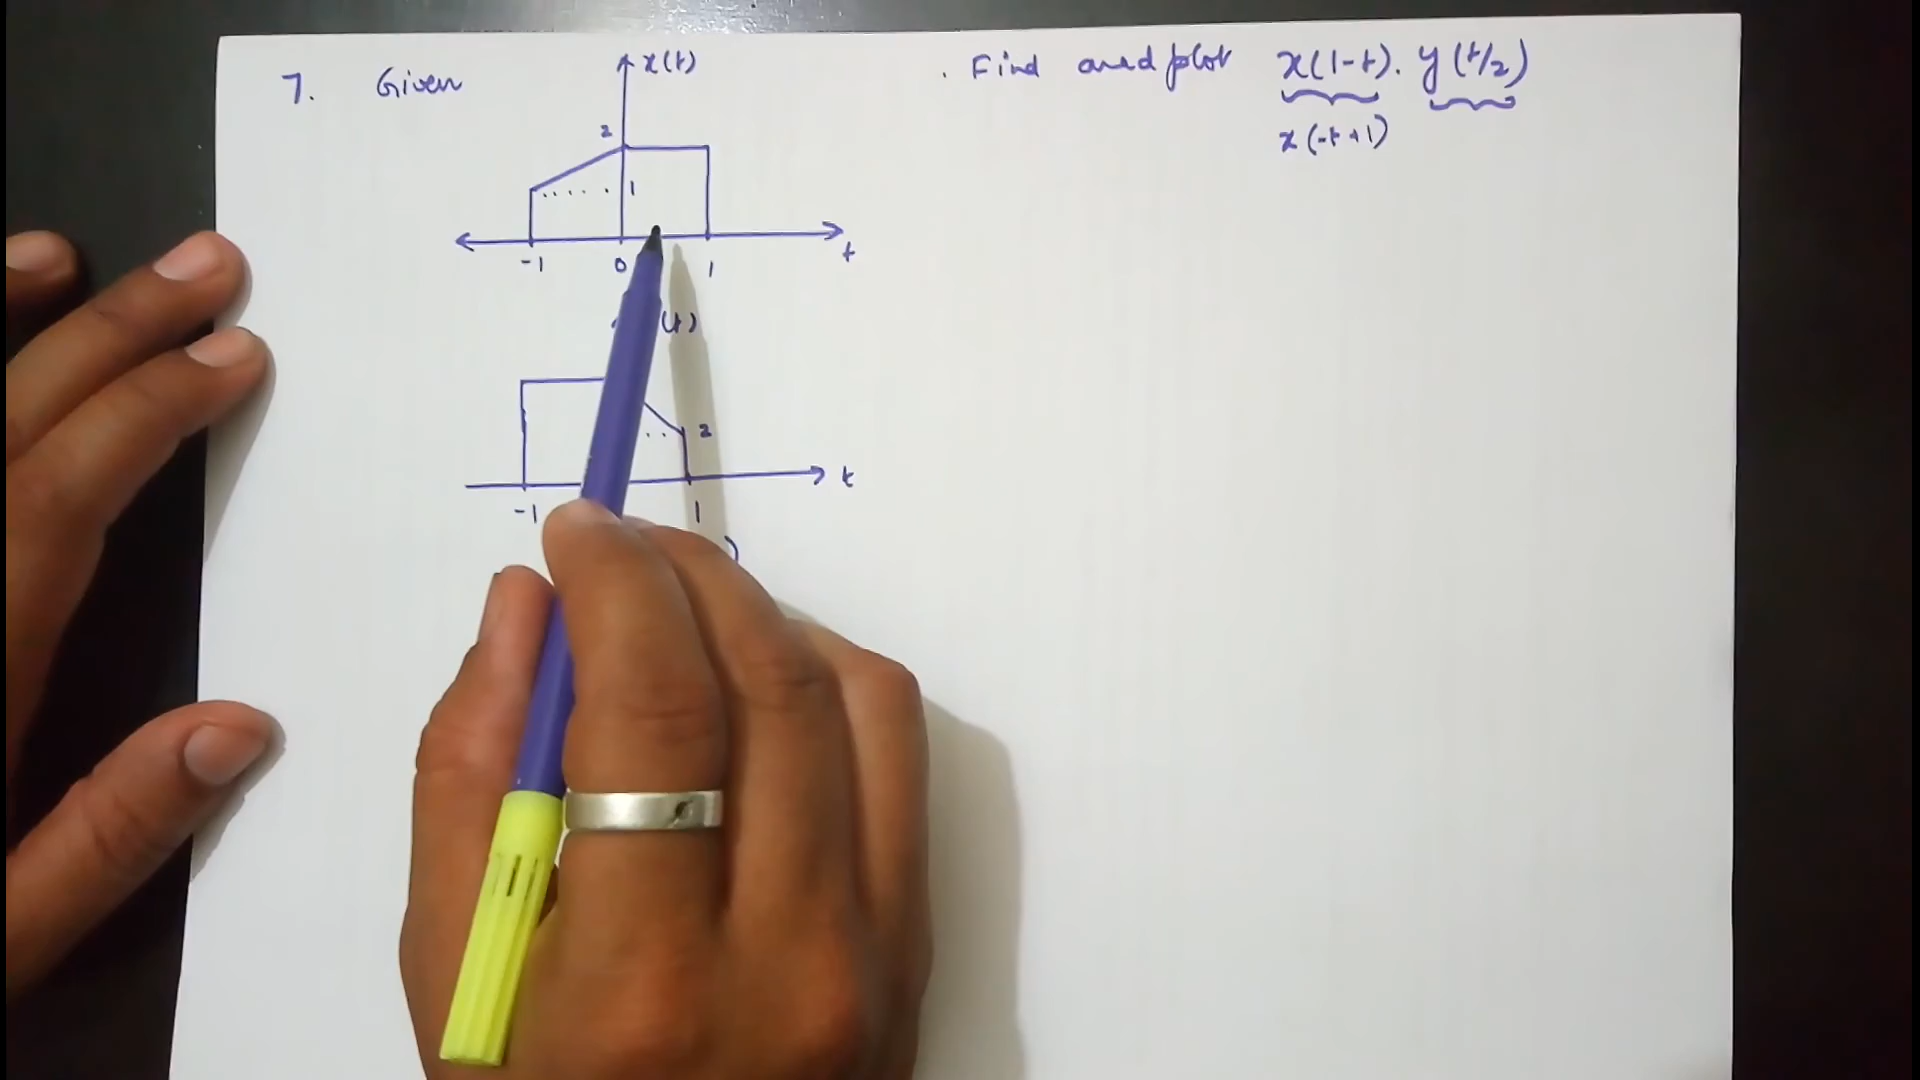 7. Given
x(t)
. Find and plot x(1-t). y(t/2)
x(-t+1)
2
1
-1 0 1 t
(t)
2
t
-1 1
)